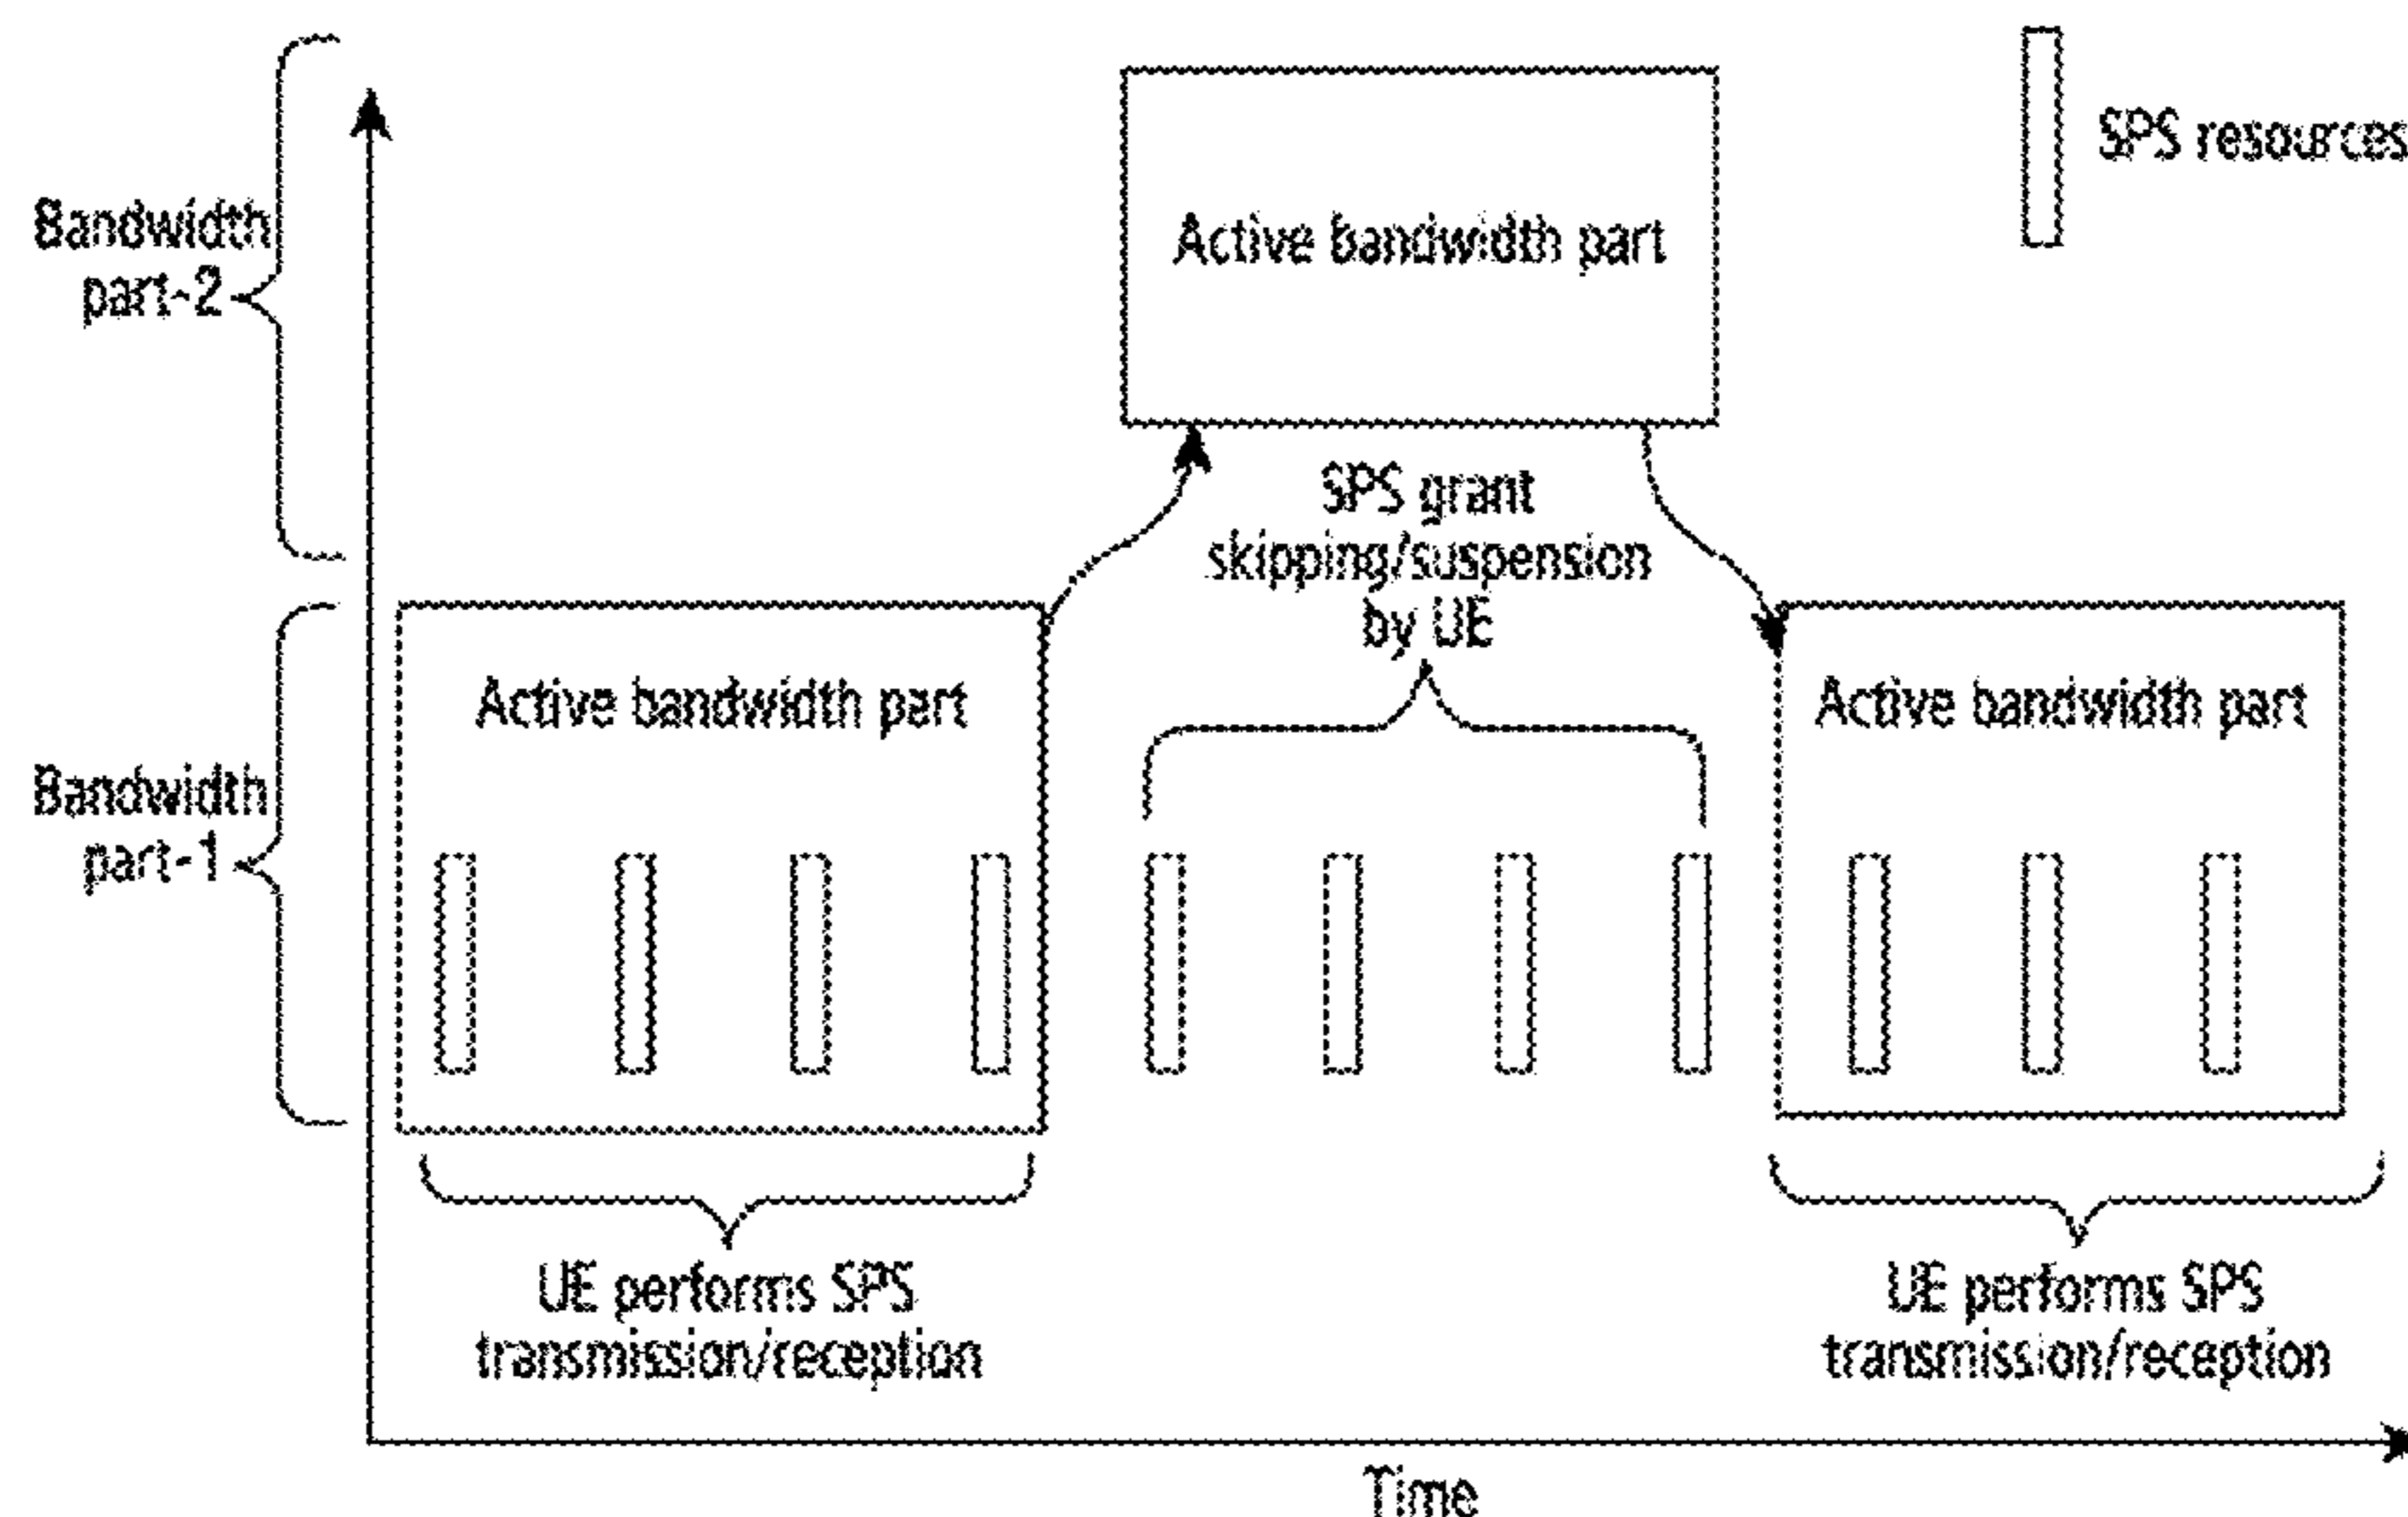 SPS resources
Bandwidth
part-2
Active bandwidth part
SPS grant
skipping/suspension
by UE
Bandwidth
part-1
Active bandwidth part
Active bandwidth part
UE performs SPS
transmission/reception
UE performs SPS
transmission/reception
Time